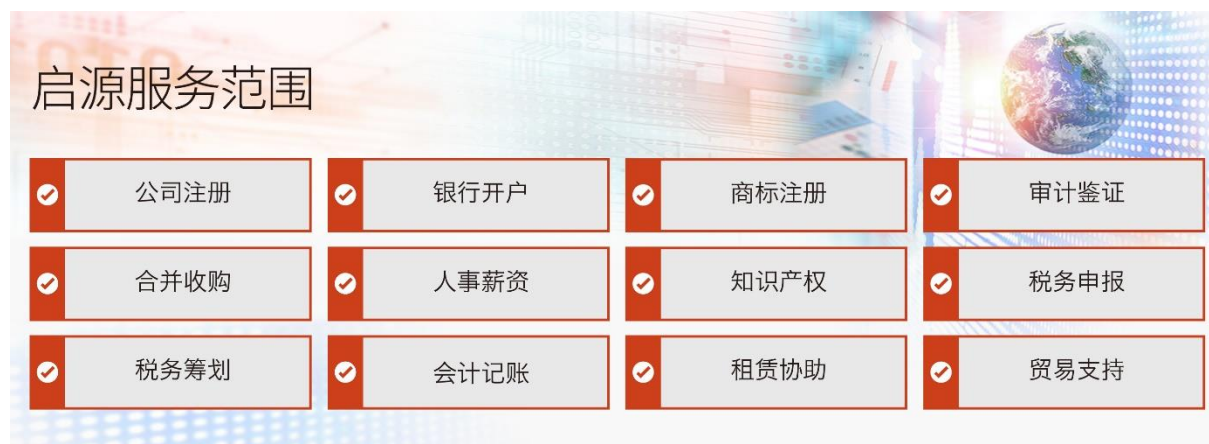 启源服务范围
公司注册
银行开户
商标注册
审计鉴证
合并收购
人事薪资
知识产权
税务申报
税务筹划
会计记账
租赁协助
贸易支持